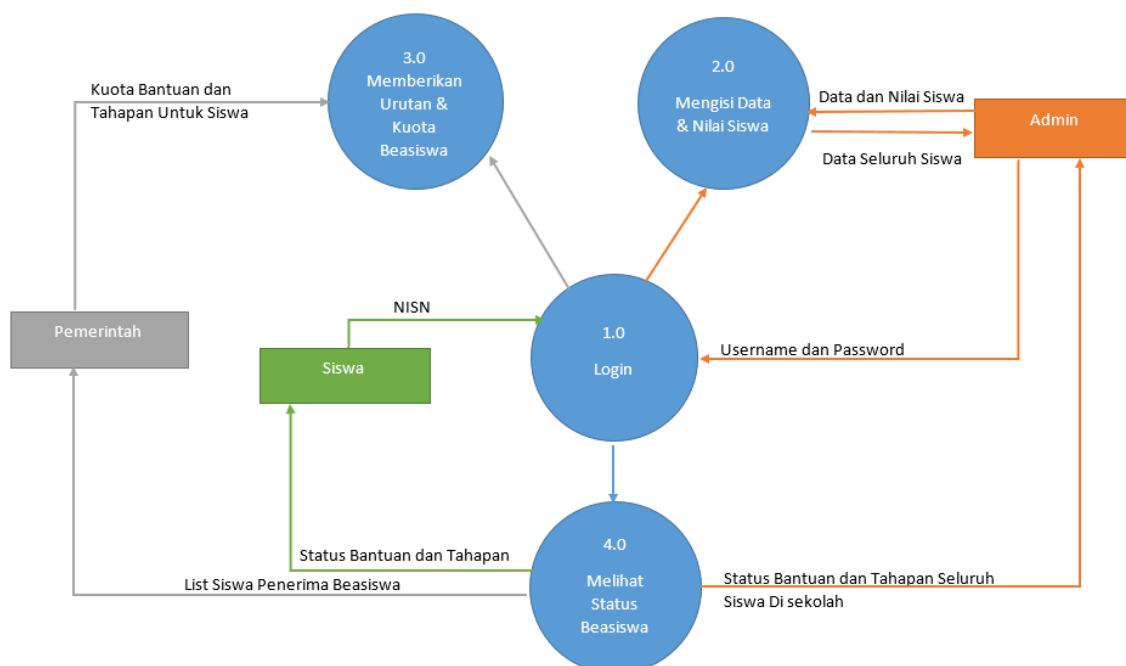 3.0
Memberikan
Urutan &
Kuota
Beasiswa
2.0
Mengisi Data
& Nilai Siswa
Kuota Bantuan dan
Tahapan Untuk Siswa
Data dan Nilai Siswa
Admin
Data Seluruh Siswa
NISN
Pemerintah
Siswa
1.0
Login
Username dan Password
4.0
Melihat
Status
Beasiswa
Status Bantuan dan Tahapan
List Siswa Penerima Beasiswa
Status Bantuan dan Tahapan Seluruh
Siswa Di sekolah